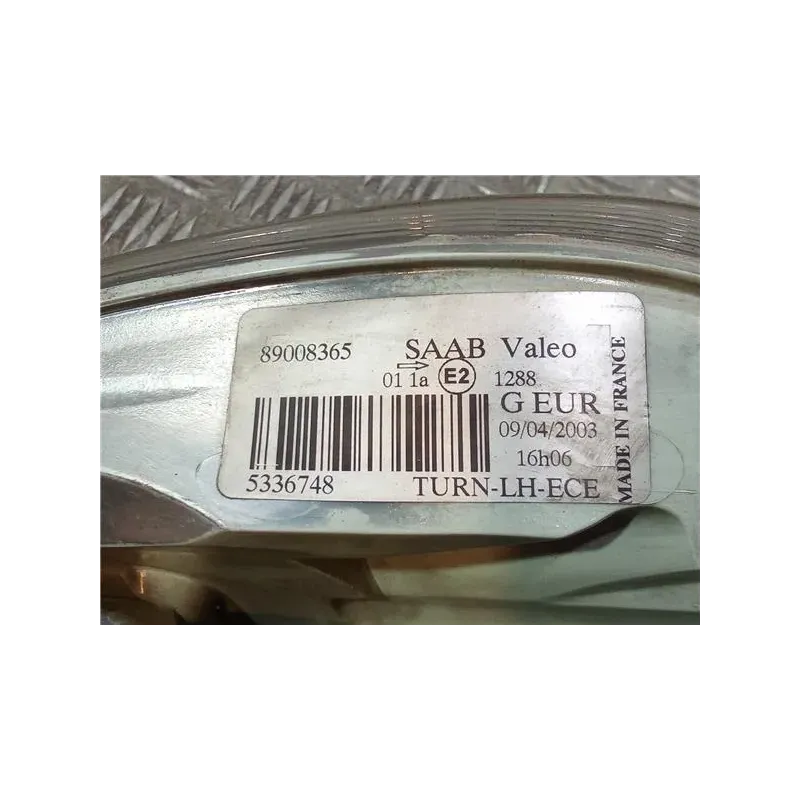 89008365 SAAB Valeo
01 1a E2 1288
G EUR
09/04/2003
16h06
5336748 TURN-LH-ECE
MADE IN FRANCE